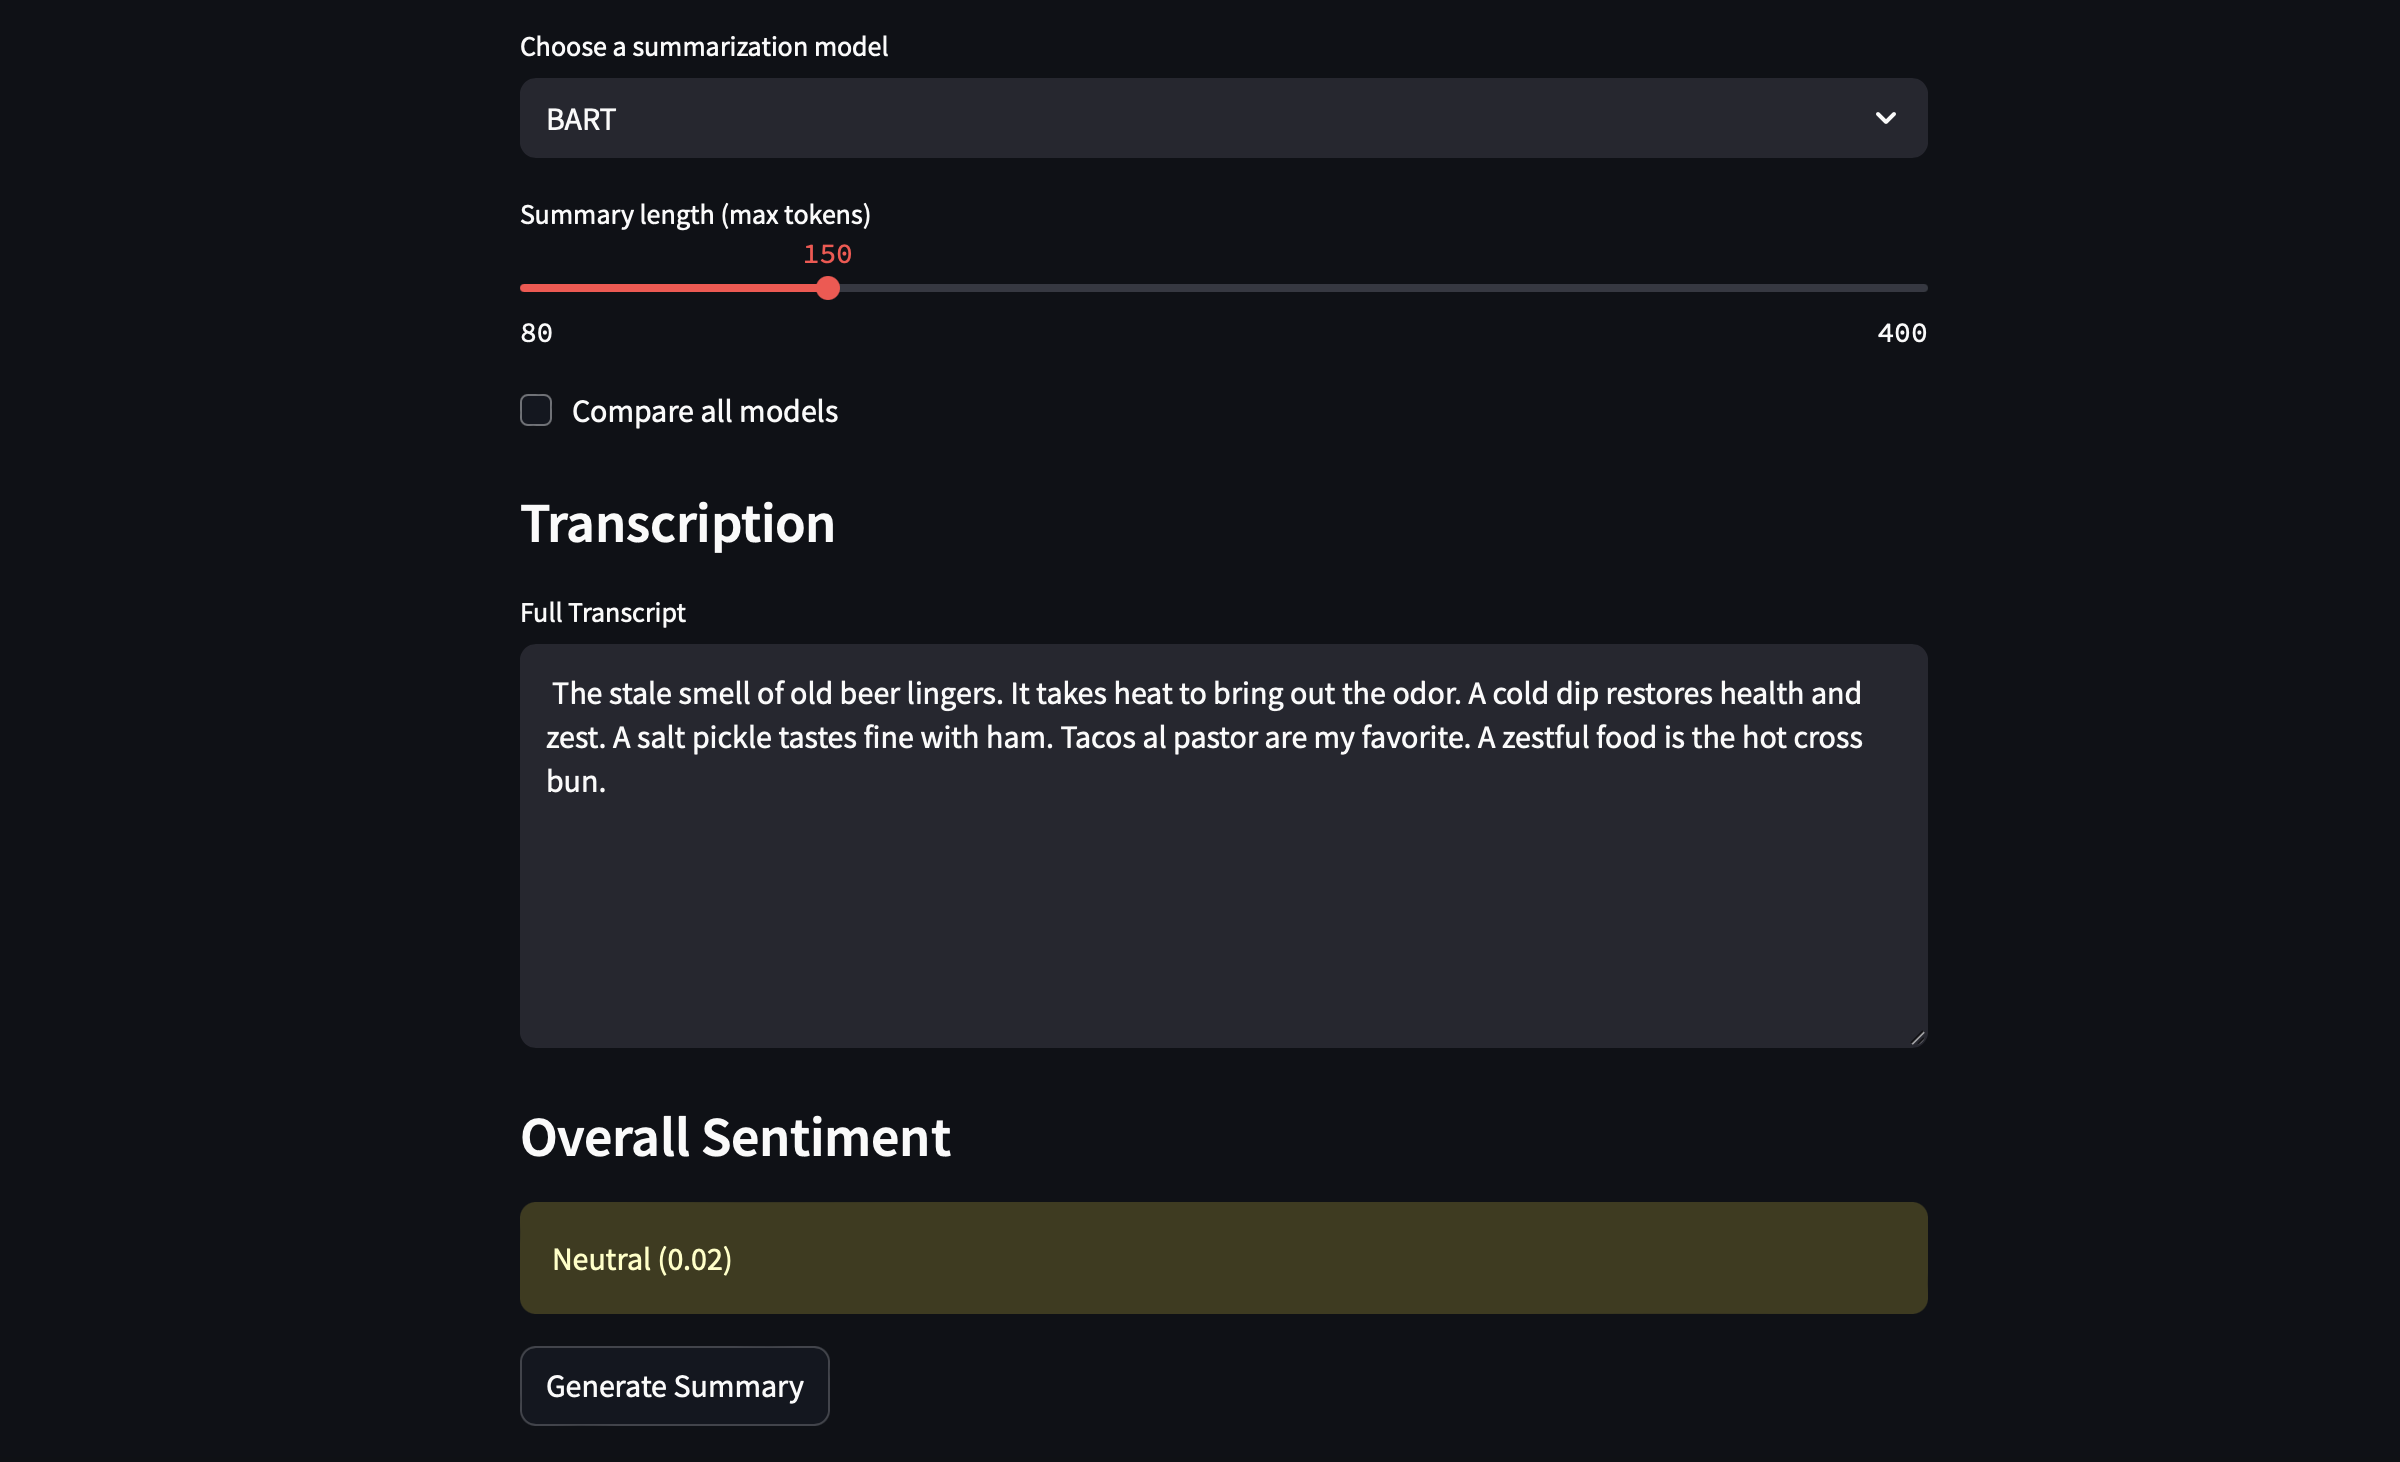 Choose a summarization model
BART
Summary length (max tokens)
150
80
400
Compare all models
Transcription
Full Transcript
The stale smell of old beer lingers. It takes heat to bring out the odor. A cold dip restores health and
zest. A salt pickle tastes fine with ham. Tacos al pastor are my favorite. A zestful food is the hot cross
bun.
Overall Sentiment
Neutral (0.02)
Generate Summary